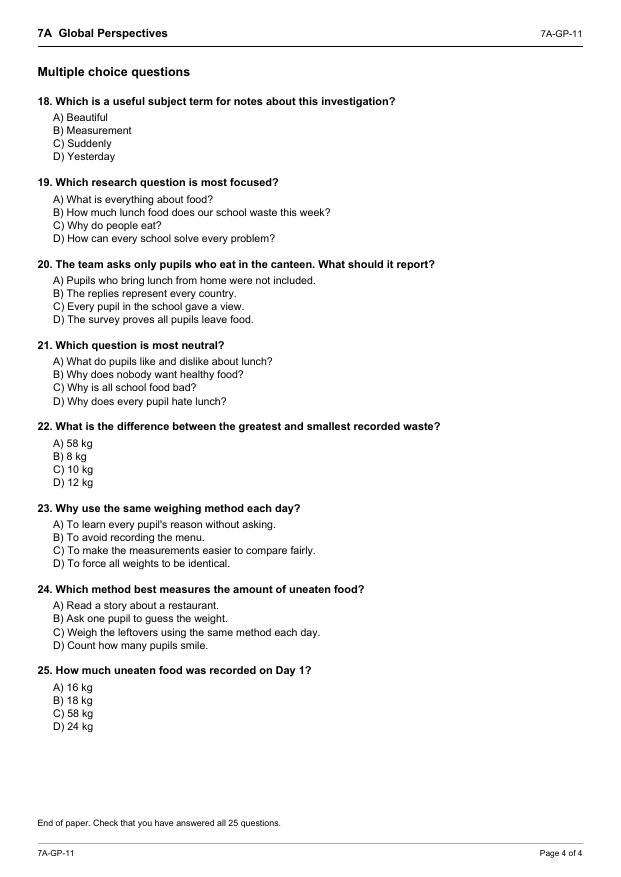 7A Global Perspectives
7A-GP-11
Multiple choice questions
18. Which is a useful subject term for notes about this investigation?
A) Beautiful
B) Measurement
C) Suddenly
D) Yesterday
19. Which research question is most focused?
A) What is everything about food?
B) How much lunch food does our school waste this week?
C) Why do people eat?
D) How can every school solve every problem?
20. The team asks only pupils who eat in the canteen. What should it report?
A) Pupils who bring lunch from home were not included.
B) The replies represent every country.
C) Every pupil in the school gave a view.
D) The survey proves all pupils leave food.
21. Which question is most neutral?
A) What do pupils like and dislike about lunch?
B) Why does nobody want healthy food?
C) Why is all school food bad?
D) Why does every pupil hate lunch?
22. What is the difference between the greatest and smallest recorded waste?
A) 58 kg
B) 8 kg
C) 10 kg
D) 12 kg
23. Why use the same weighing method each day?
A) To learn every pupil's reason without asking.
B) To avoid recording the menu.
C) To make the measurements easier to compare fairly.
D) To force all weights to be identical.
24. Which method best measures the amount of uneaten food?
A) Read a story about a restaurant.
B) Ask one pupil to guess the weight.
C) Weigh the leftovers using the same method each day.
D) Count how many pupils smile.
25. How much uneaten food was recorded on Day 1?
A) 16 kg
B) 18 kg
C) 58 kg
D) 24 kg
End of paper. Check that you have answered all 25 questions.
7A-GP-11
Page 4 of 4